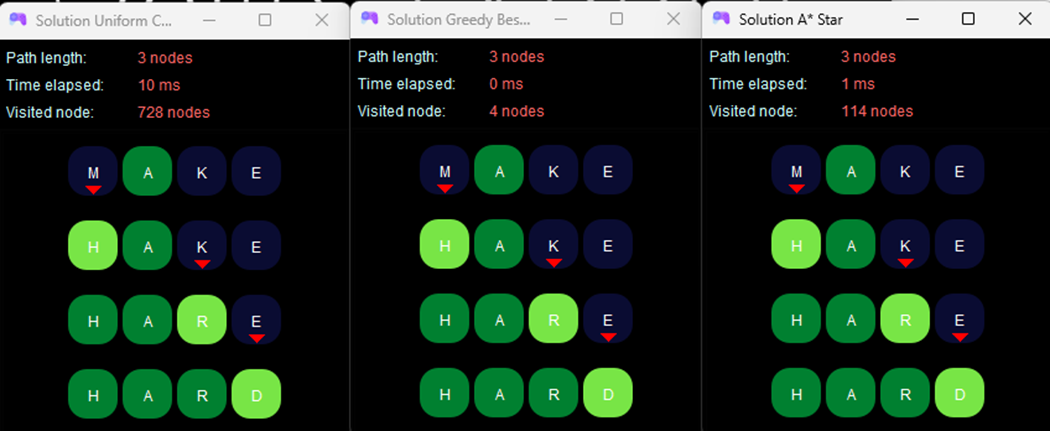 Solution Uniform C...
Path length: 3 nodes
Time elapsed: 10 ms
Visited node: 728 nodes
M A K E
H A K E
H A R E
H A R D
Solution Greedy Bes...
Path length: 3 nodes
Time elapsed: 0 ms
Visited node: 4 nodes
M A K E
H A K E
H A R E
H A R D
Solution A* Star
Path length: 3 nodes
Time elapsed: 1 ms
Visited node: 114 nodes
M A K E
H A K E
H A R E
H A R D